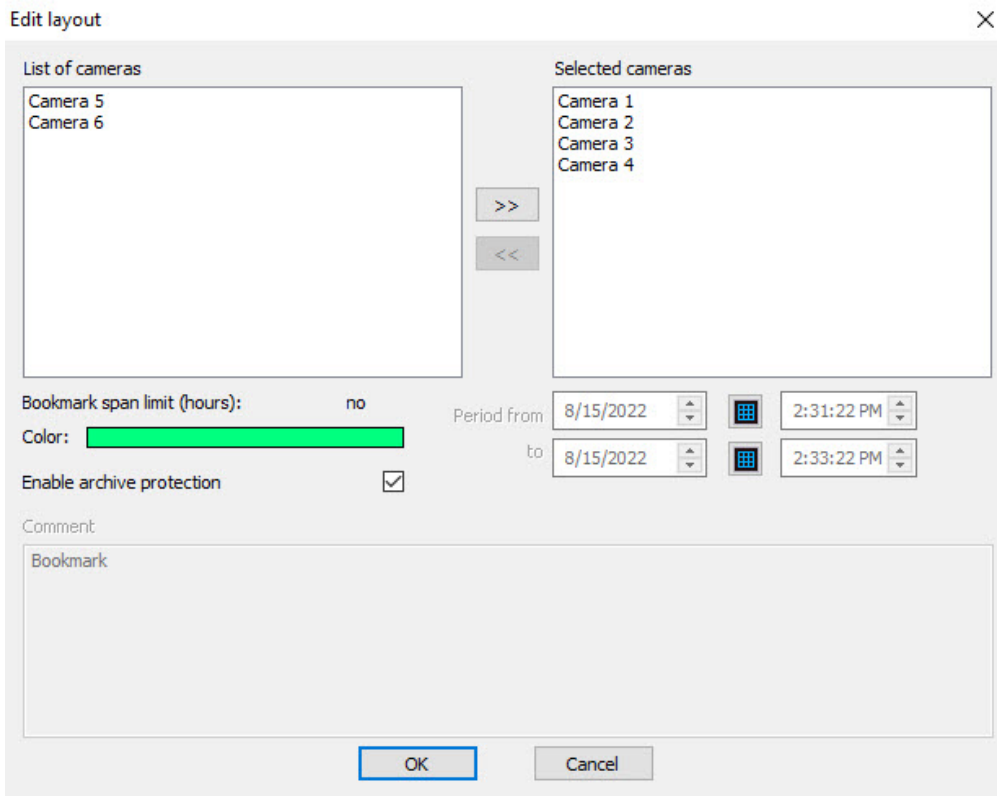 Edit layout
List of cameras
Selected cameras
Camera 5
Camera 6
Camera 1
Camera 2
Camera 3
Camera 4
>>
<<
Bookmark span limit (hours): no
Color:
Enable archive protection
Period from 8/15/2022 2:31:22 PM
to 8/15/2022 2:33:22 PM
Comment
Bookmark
OK
Cancel